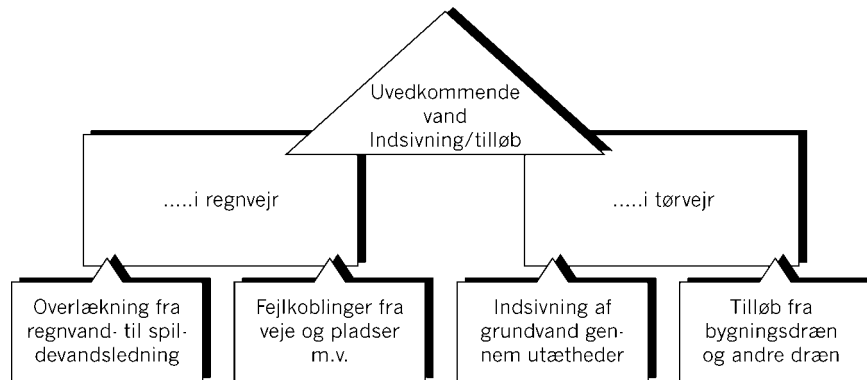 Uvedkommende
vand
Indsivning/tilløb
.....i regnvejr
.....i tørvejr
Overlækning fra
regnvand- til spil-
devandsledning
Fejlkoblinger fra
veje og pladser
m.v.
Indsivning af
grundvand gen-
nem utætheder
Tilløb fra
bygningsdræn
og andre dræn